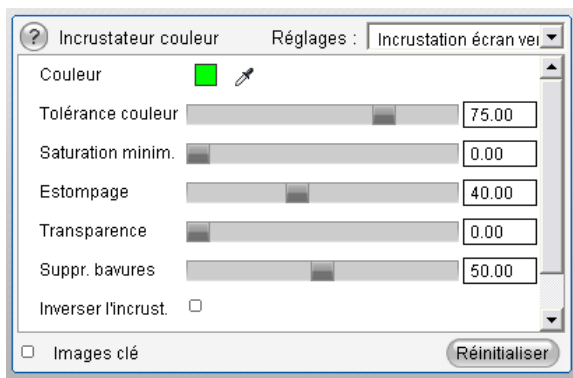 ? Incrustateur couleur Réglages : Incrustation écran ver
Couleur
Tolérance couleur 75.00
Saturation minim. 0.00
Estompage 40.00
Transparence 0.00
Suppr. bavures 50.00
Inverser l'incrust.
Images clé Réinitialiser